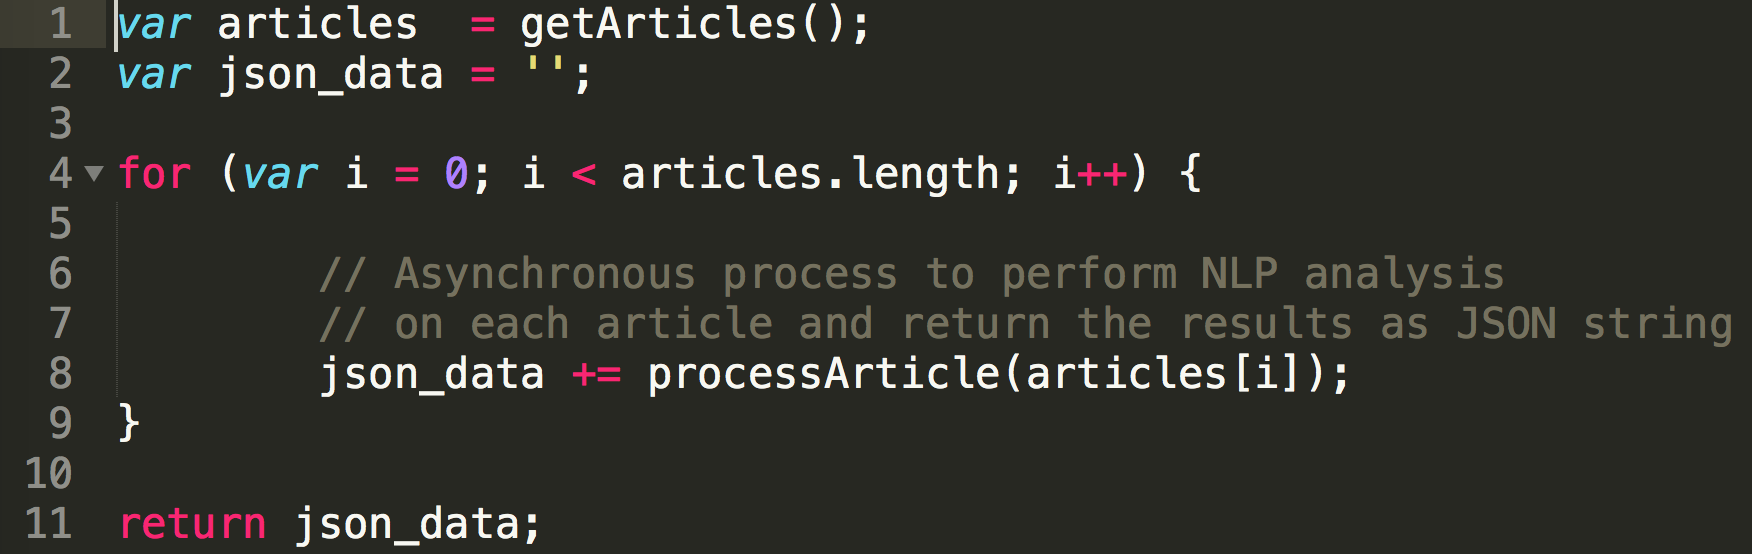 1 var articles  = getArticles();
2 var json_data = '';
3
4 for (var i = 0; i < articles.length; i++) {
5
6         // Asynchronous process to perform NLP analysis
7         // on each article and return the results as JSON string
8         json_data += processArticle(articles[i]);
9 }
10
11 return json_data;